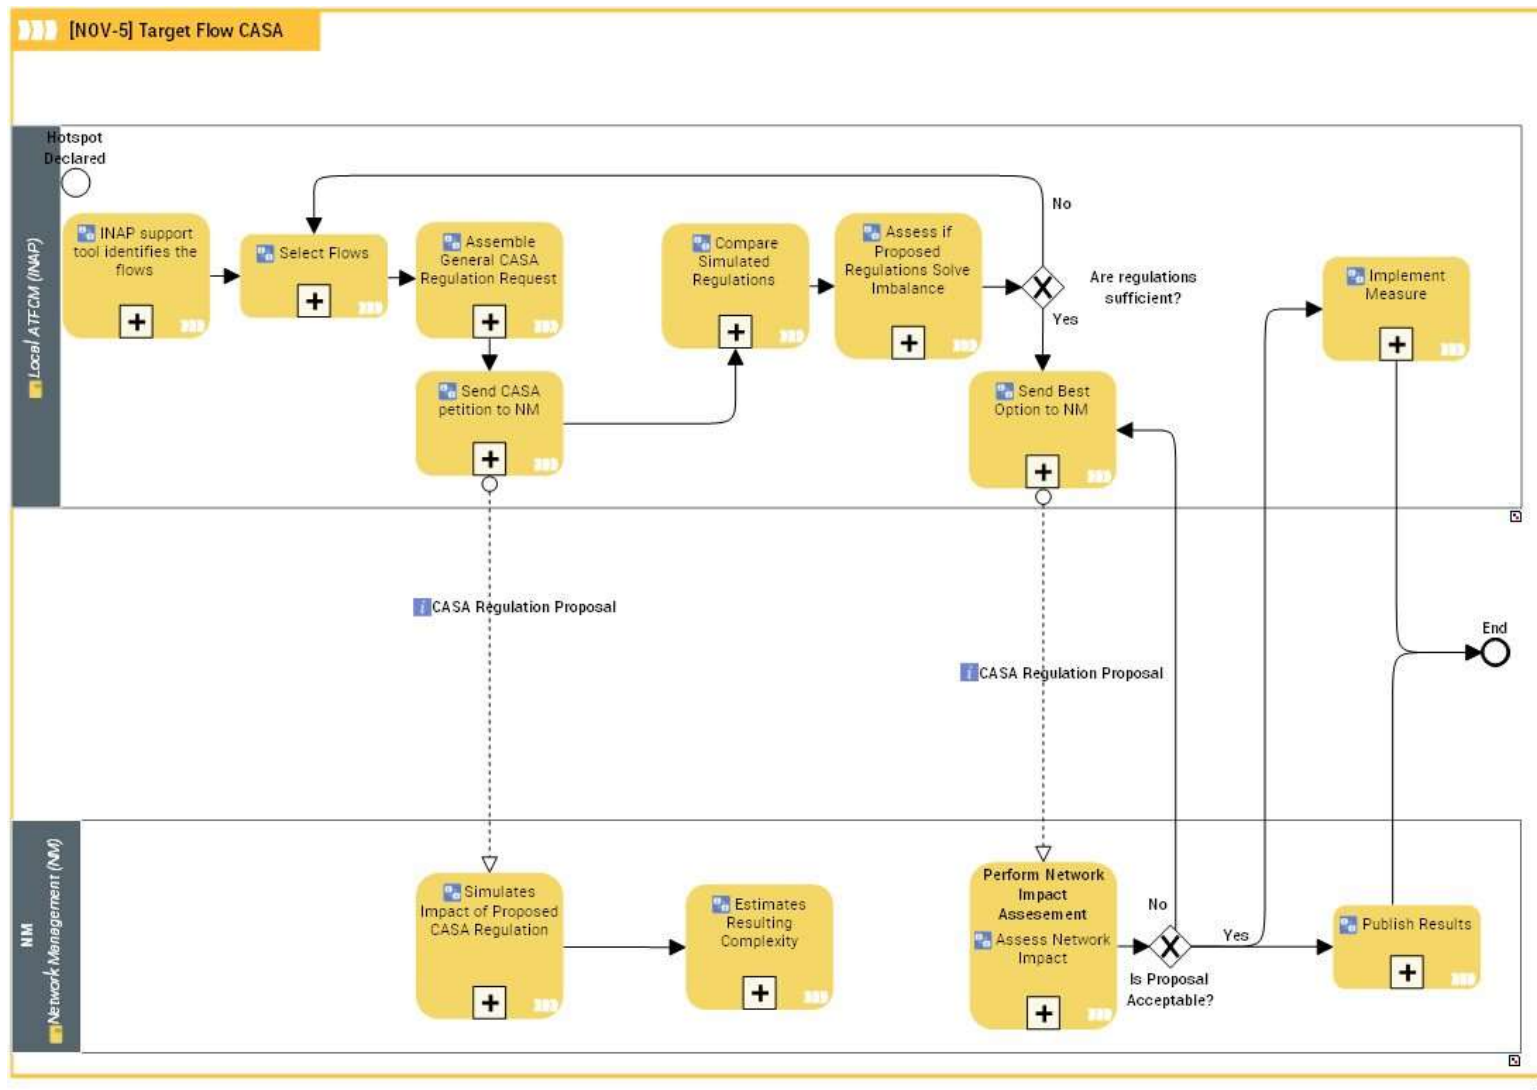 [NOV-5] Target Flow CASA
Hotspot
Declared
Local ATFCM (INAP)
INAP support
tool identifies the
flows
Select Flows
Assemble
General CASA
Regulation Request
Send CASA
petition to NM
Compare
Simulated
Regulations
Assess if
Proposed
Regulations Solve
Imbalance
No
Are regulations
sufficient?
Yes
Send Best
Option to NM
Implement
Measure
CASA Regulation Proposal
CASA Regulation Proposal
End
NM
Network Management (NM)
Simulates
Impact of Proposed
CASA Regulation
Estimates
Resulting
Complexity
Perform Network
Impact
Assesement
Assess Network
Impact
No
Yes
Is Proposal
Acceptable?
Publish Results